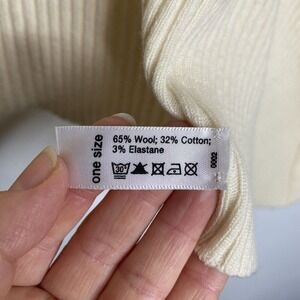 one size
65% Wool; 32% Cotton;
3% Elastane
30°
0002